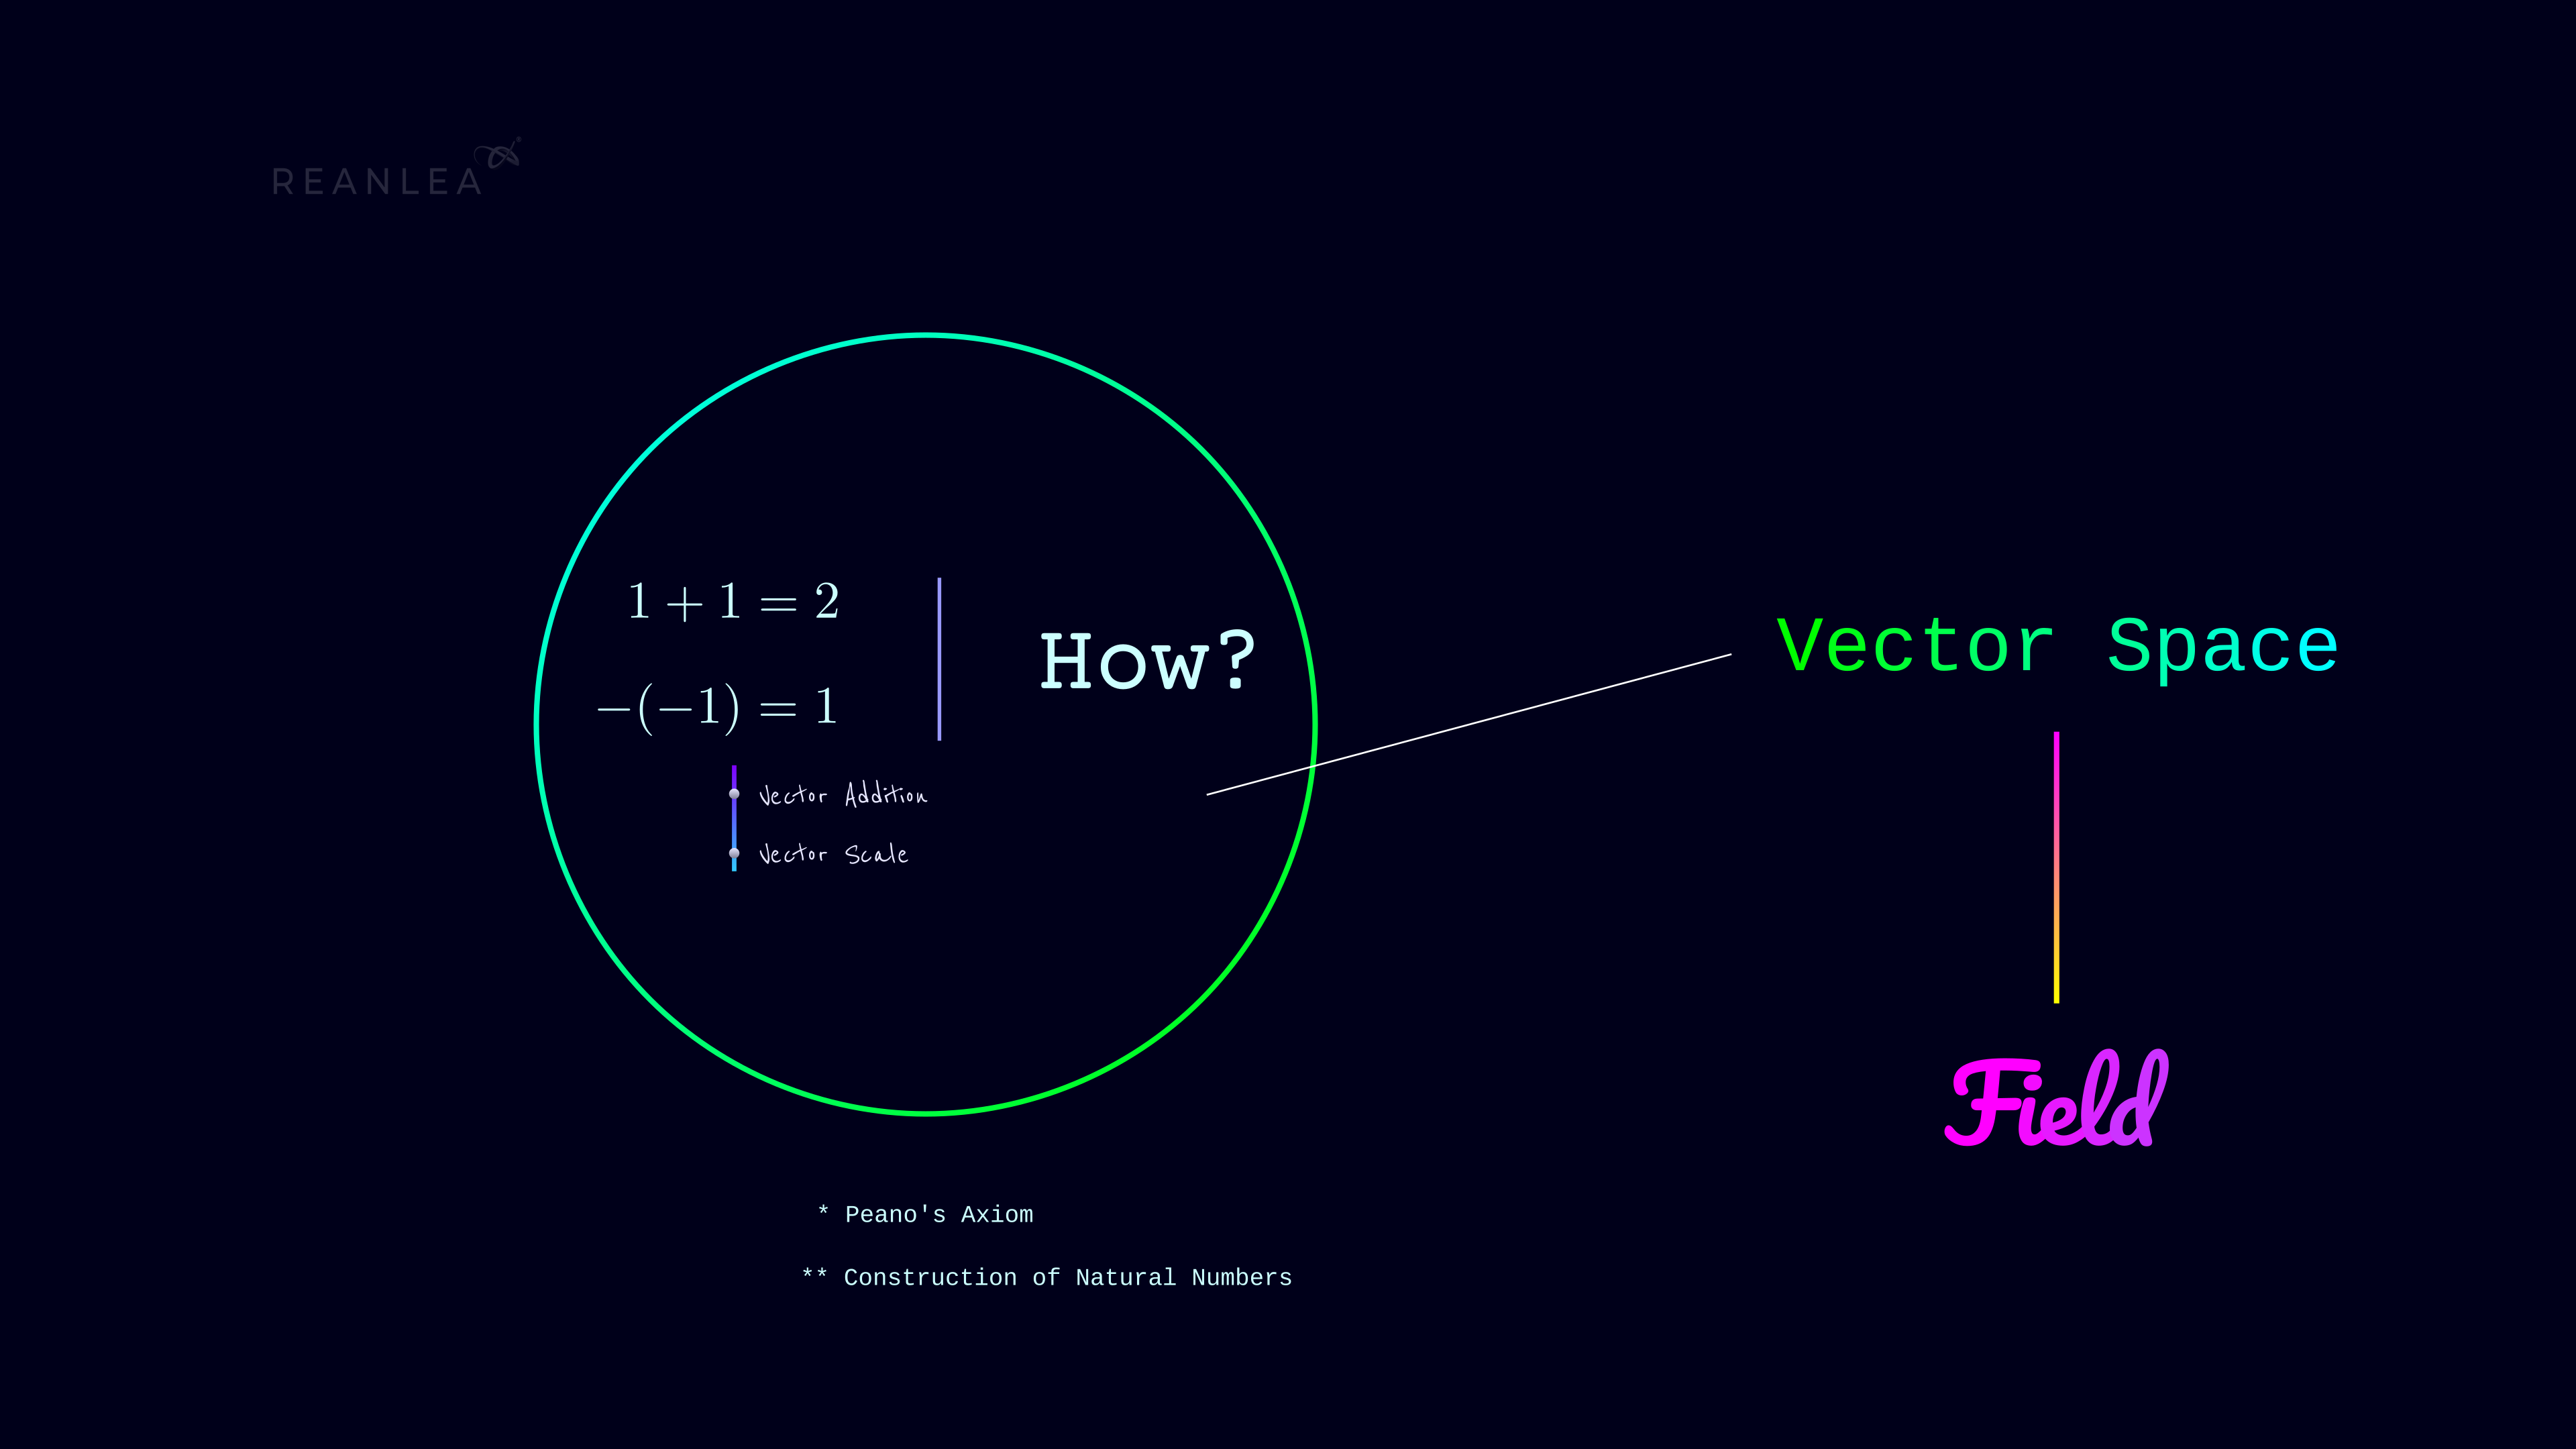 REANLEA
1 + 1 = 2
−(−1) = 1
How?
Vector Addition
Vector Scale
Vector Space
Field
* Peano's Axiom
** Construction of Natural Numbers